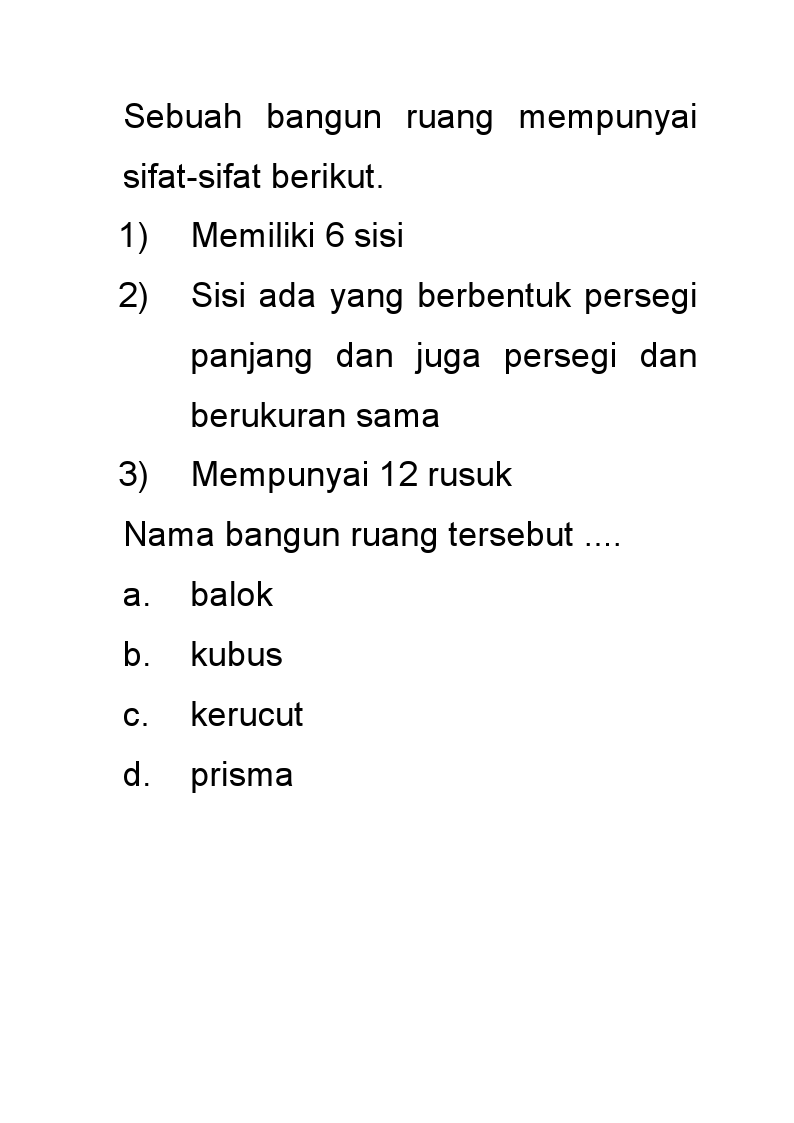 Sebuah bangun ruang mempunyai
sifat-sifat berikut.
1) Memiliki 6 sisi
2) Sisi ada yang berbentuk persegi
panjang dan juga persegi dan
berukuran sama
3) Mempunyai 12 rusuk
Nama bangun ruang tersebut ....
a. balok
b. kubus
c. kerucut
d. prisma